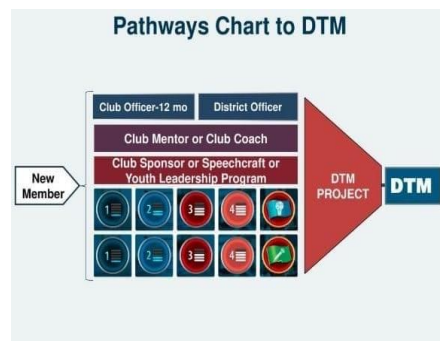 Pathways Chart to DTM
Club Officer-12 mo
District Officer
Club Mentor or Club Coach
Club Sponsor or Speechcraft or
Youth Leadership Program
New
Member
1
2
3
4
1
2
3
4
DTM
PROJECT
DTM